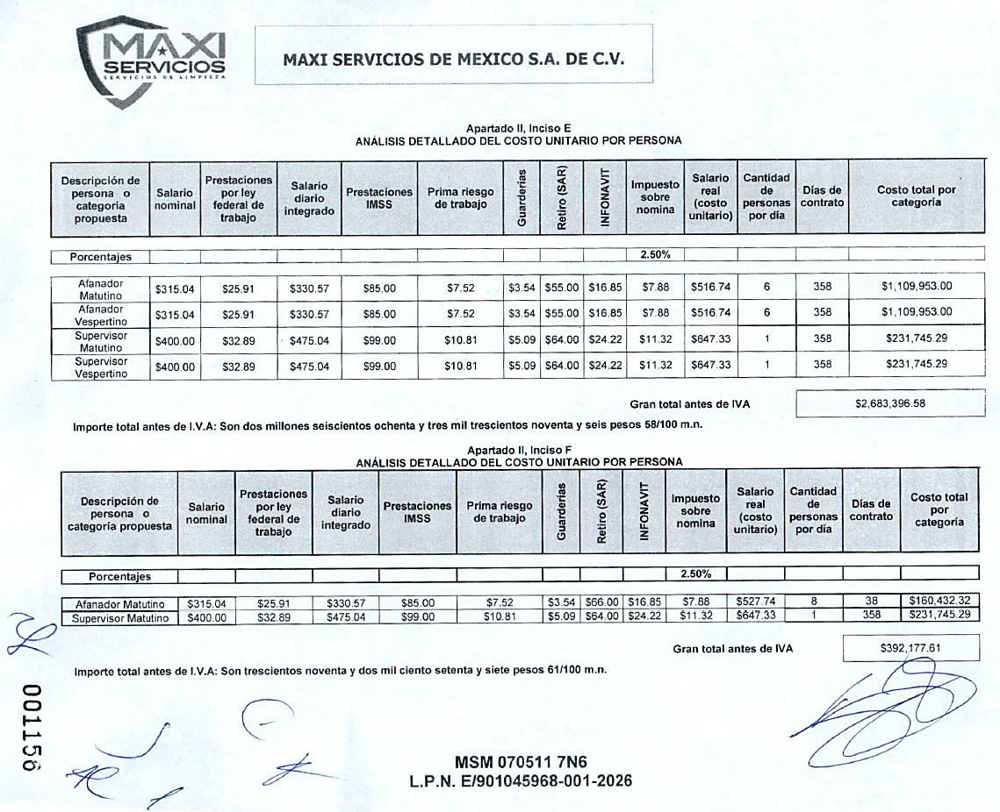 MAXI
SERVICIOS
SERVICIOS DE LIMPIEZA
MAXI SERVICIOS DE MEXICO S.A. DE C.V.
Apartado II, Inciso E
ANÁLISIS DETALLADO DEL COSTO UNITARIO POR PERSONA
Descripción de persona o categoría propuesta Salario nominal Prestaciones por ley federal de trabajo Salario diario integrado Prestaciones IMSS Prima riesgo de trabajo Guarderías Retiro (SAR) INFONAVIT Impuesto sobre nomina Salario real (costo unitario) Cantidad de personas por día Días de contrato Costo total por categoría
Porcentajes 2.50%
Afanador Matutino $315.04 $25.91 $330.57 $85.00 $7.52 $3.54 $55.00 $16.85 $7.88 $516.74 6 358 $1,109,953.00
Afanador Vespertino $315.04 $25.91 $330.57 $85.00 $7.52 $3.54 $55.00 $16.85 $7.88 $516.74 6 358 $1,109,953.00
Supervisor Matutino $400.00 $32.89 $475.04 $99.00 $10.81 $5.09 $64.00 $24.22 $11.32 $647.33 1 358 $231,745.29
Supervisor Vespertino $400.00 $32.89 $475.04 $99.00 $10.81 $5.09 $64.00 $24.22 $11.32 $647.33 1 358 $231,745.29
Gran total antes de IVA $2,683,396.58
Importe total antes de I.V.A: Son dos millones seiscientos ochenta y tres mil trescientos noventa y seis pesos 58/100 m.n.
Apartado II, Inciso F
ANÁLISIS DETALLADO DEL COSTO UNITARIO POR PERSONA
Descripción de persona o categoría propuesta Salario nominal Prestaciones por ley federal de trabajo Salario diario integrado Prestaciones IMSS Prima riesgo de trabajo Guarderías Retiro (SAR) INFONAVIT Impuesto sobre nomina Salario real (costo unitario) Cantidad de personas por día Días de contrato Costo total por categoría
Porcentajes 2.50%
Afanador Matutino $315.04 $25.91 $330.57 $85.00 $7.52 $3.54 $66.00 $16.85 $7.88 $527.74 8 38 $160,432.32
Supervisor Matutino $400.00 $32.89 $475.04 $99.00 $10.81 $5.09 $64.00 $24.22 $11.32 $647.33 1 358 $231,745.29
Gran total antes de IVA $392,177.61
Importe total antes de I.V.A: Son trescientos noventa y dos mil ciento setenta y siete pesos 61/100 m.n.
001156
MSM 070511 7N6
L.P.N. E/901045968-001-2026